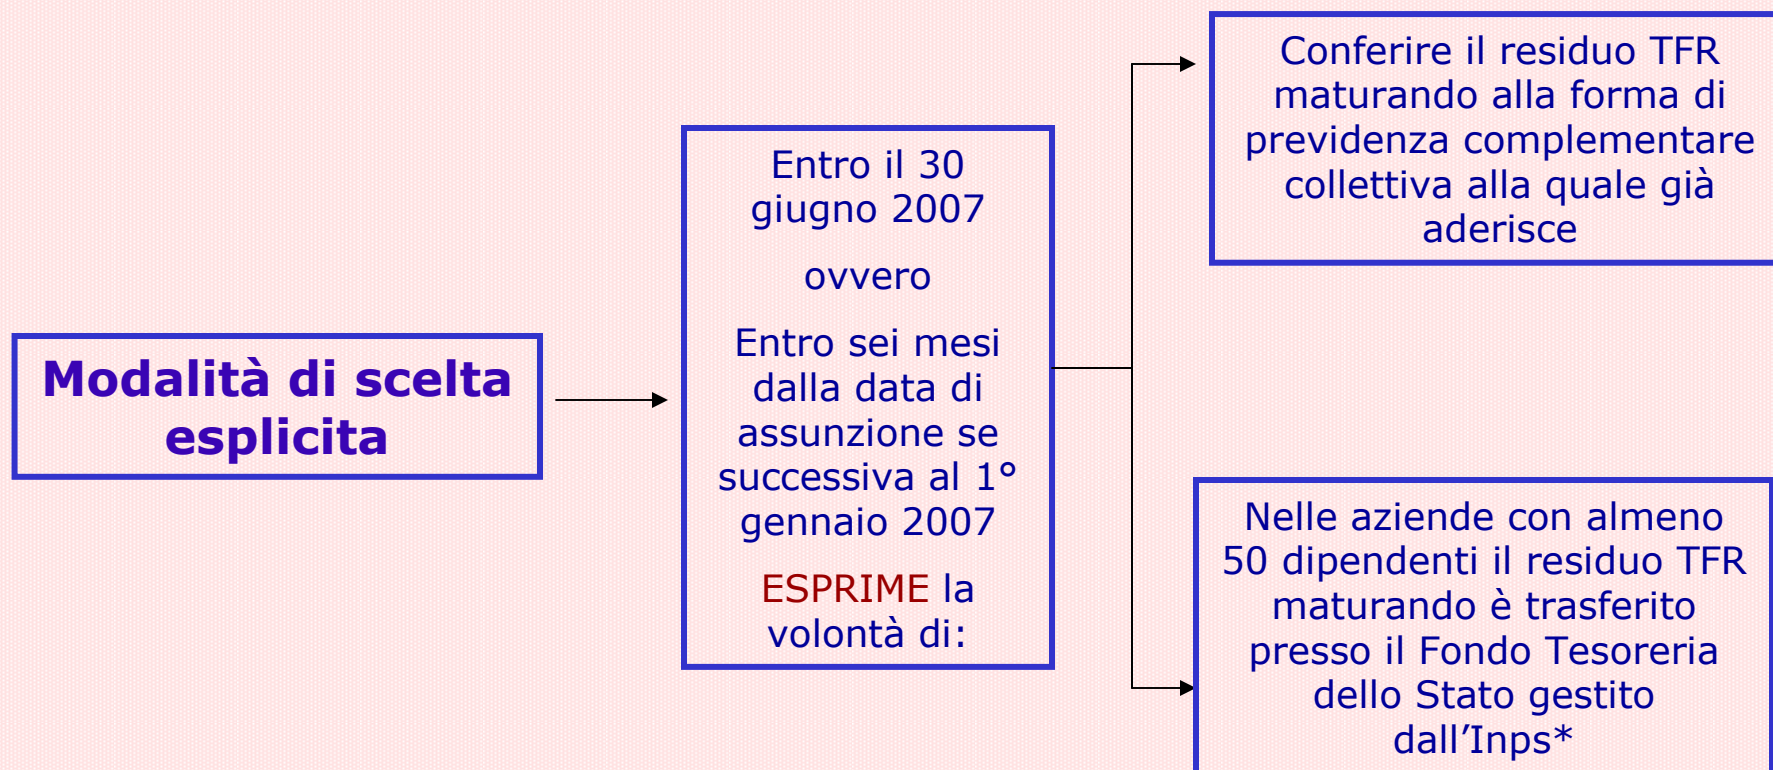 Modalità di scelta
esplicita
Entro il 30
giugno 2007
ovvero
Entro sei mesi
dalla data di
assunzione se
successiva al 1°
gennaio 2007
ESPRIME la
volontà di:
Conferire il residuo TFR
maturando alla forma di
previdenza complementare
collettiva alla quale già
aderisce
Nelle aziende con almeno
50 dipendenti il residuo TFR
maturando è trasferito
presso il Fondo Tesoreria
dello Stato gestito
dall’Inps*